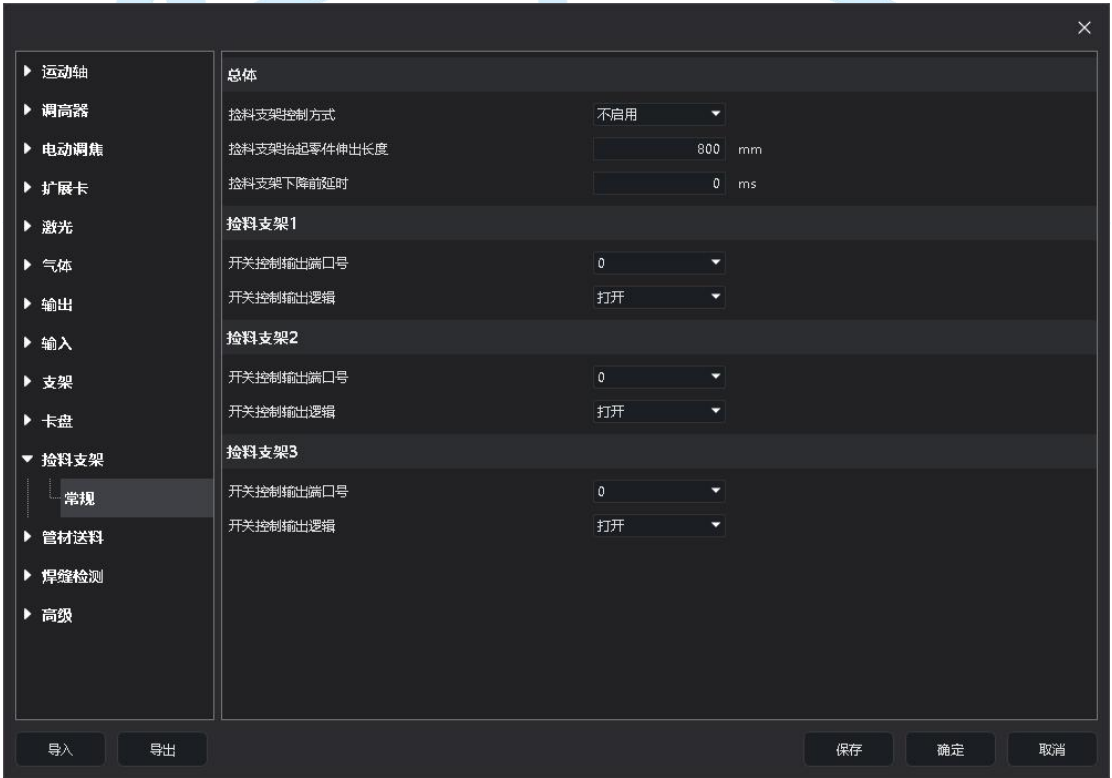 运动轴
调高器
电动调焦
扩展卡
激光
气体
输出
输入
支架
卡盘
捡料支架
常规
管材送料
焊缝检测
高级
总体
捡料支架控制方式 不启用
捡料支架抬起零件伸出长度 800 mm
捡料支架下降前延时 0 ms
捡料支架1
开关控制输出端口号 0
开关控制输出逻辑 打开
捡料支架2
开关控制输出端口号 0
开关控制输出逻辑 打开
捡料支架3
开关控制输出端口号 0
开关控制输出逻辑 打开
导入 导出 保存 确定 取消